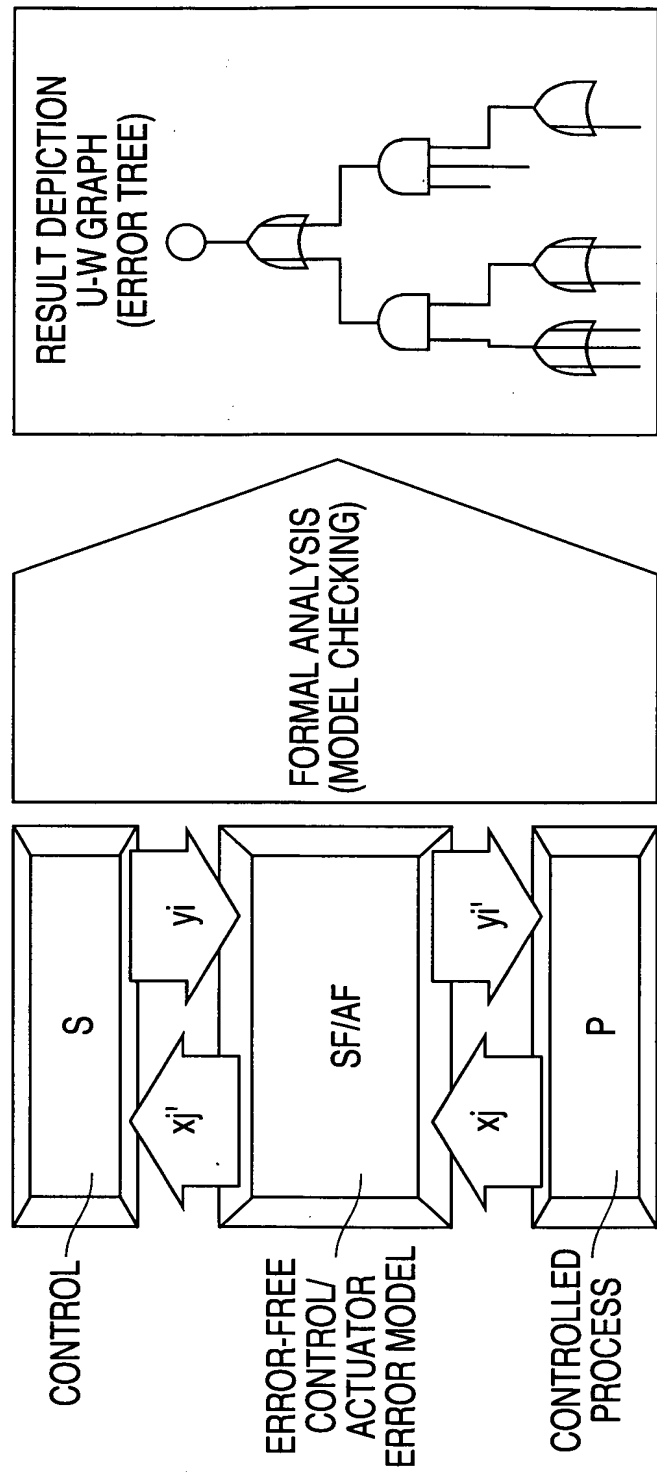 CONTROL
S
xj'
yi
ERROR-FREE
CONTROL/
ACTUATOR
ERROR MODEL
SF/AF
xj
yi'
CONTROLLED
PROCESS
P
FORMAL ANALYSIS
(MODEL CHECKING)
RESULT DEPICTION
U-W GRAPH
(ERROR TREE)